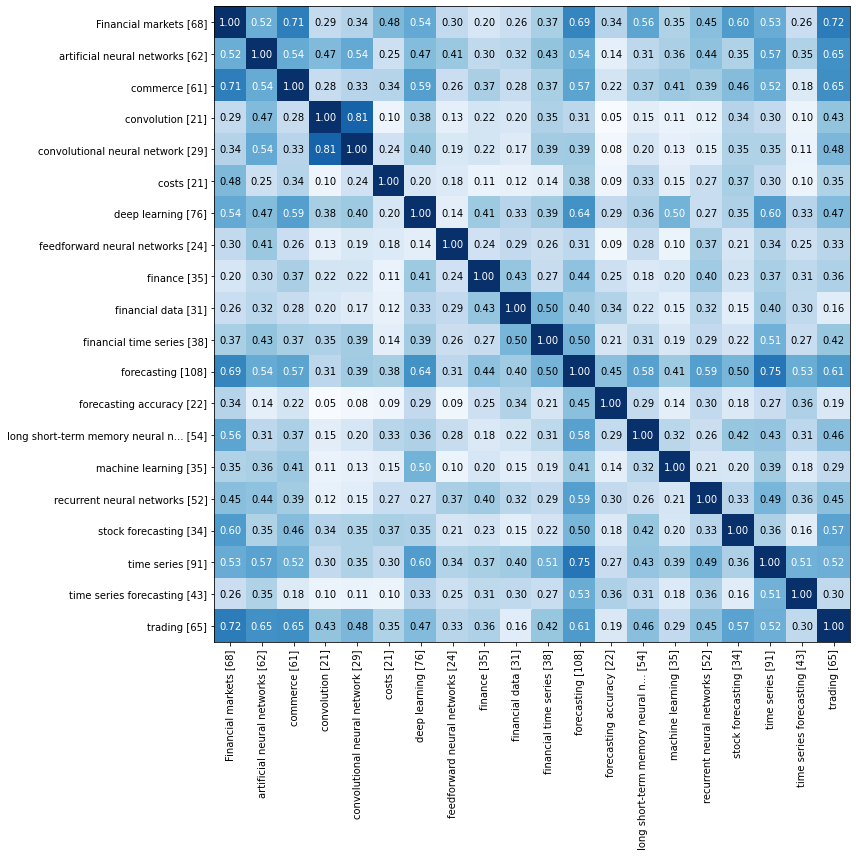 Financial markets [68] 1.00 0.52 0.71 0.29 0.34 0.48 0.54 0.30 0.20 0.26 0.37 0.69 0.34 0.56 0.35 0.45 0.60 0.53 0.26 0.72
artificial neural networks [62] 0.52 1.00 0.54 0.47 0.54 0.25 0.47 0.41 0.30 0.32 0.43 0.54 0.14 0.31 0.36 0.44 0.35 0.57 0.35 0.65
commerce [61] 0.71 0.54 1.00 0.28 0.33 0.34 0.59 0.26 0.37 0.28 0.37 0.57 0.22 0.37 0.41 0.39 0.46 0.52 0.18 0.65
convolution [21] 0.29 0.47 0.28 1.00 0.81 0.10 0.38 0.13 0.22 0.20 0.35 0.31 0.05 0.15 0.11 0.12 0.34 0.30 0.10 0.43
convolutional neural network [29] 0.34 0.54 0.33 0.81 1.00 0.24 0.40 0.19 0.22 0.17 0.39 0.39 0.08 0.20 0.13 0.15 0.35 0.35 0.11 0.48
costs [21] 0.48 0.25 0.34 0.10 0.24 1.00 0.20 0.18 0.11 0.12 0.14 0.38 0.09 0.33 0.15 0.27 0.37 0.30 0.10 0.35
deep learning [76] 0.54 0.47 0.59 0.38 0.40 0.20 1.00 0.14 0.41 0.33 0.39 0.64 0.29 0.36 0.50 0.27 0.35 0.60 0.33 0.47
feedforward neural networks [24] 0.30 0.41 0.26 0.13 0.19 0.18 0.14 1.00 0.24 0.29 0.26 0.31 0.09 0.28 0.10 0.37 0.21 0.34 0.25 0.33
finance [35] 0.20 0.30 0.37 0.22 0.22 0.11 0.41 0.24 1.00 0.43 0.27 0.44 0.25 0.18 0.20 0.40 0.23 0.37 0.31 0.36
financial data [31] 0.26 0.32 0.28 0.20 0.17 0.12 0.33 0.29 0.43 1.00 0.50 0.40 0.34 0.22 0.15 0.32 0.15 0.40 0.30 0.16
financial time series [38] 0.37 0.43 0.37 0.35 0.39 0.14 0.39 0.26 0.27 0.50 1.00 0.50 0.21 0.31 0.19 0.29 0.22 0.51 0.27 0.42
forecasting [108] 0.69 0.54 0.57 0.31 0.39 0.38 0.64 0.31 0.44 0.40 0.50 1.00 0.45 0.58 0.41 0.59 0.50 0.75 0.53 0.61
forecasting accuracy [22] 0.34 0.14 0.22 0.05 0.08 0.09 0.29 0.09 0.25 0.34 0.21 0.45 1.00 0.29 0.14 0.30 0.18 0.27 0.36 0.19
long short-term memory neural n... [54] 0.56 0.31 0.37 0.15 0.20 0.33 0.36 0.28 0.18 0.22 0.31 0.58 0.29 1.00 0.32 0.26 0.42 0.43 0.31 0.46
machine learning [35] 0.35 0.36 0.41 0.11 0.13 0.15 0.50 0.10 0.20 0.15 0.19 0.41 0.14 0.32 1.00 0.21 0.20 0.39 0.18 0.29
recurrent neural networks [52] 0.45 0.44 0.39 0.12 0.15 0.27 0.27 0.37 0.40 0.32 0.29 0.59 0.30 0.26 0.21 1.00 0.33 0.49 0.36 0.45
stock forecasting [34] 0.60 0.35 0.46 0.34 0.35 0.37 0.35 0.21 0.23 0.15 0.22 0.50 0.18 0.42 0.20 0.33 1.00 0.36 0.16 0.57
time series [91] 0.53 0.57 0.52 0.30 0.35 0.30 0.60 0.34 0.37 0.40 0.51 0.75 0.27 0.43 0.39 0.49 0.36 1.00 0.51 0.52
time series forecasting [43] 0.26 0.35 0.18 0.10 0.11 0.10 0.33 0.25 0.31 0.30 0.27 0.53 0.36 0.31 0.18 0.36 0.16 0.51 1.00 0.30
trading [65] 0.72 0.65 0.65 0.43 0.48 0.35 0.47 0.33 0.36 0.16 0.42 0.61 0.19 0.46 0.29 0.45 0.57 0.52 0.30 1.00
Financial markets [68]
artificial neural networks [62]
commerce [61]
convolution [21]
convolutional neural network [29]
costs [21]
deep learning [76]
feedforward neural networks [24]
finance [35]
financial data [31]
financial time series [38]
forecasting [108]
forecasting accuracy [22]
long short-term memory neural n... [54]
machine learning [35]
recurrent neural networks [52]
stock forecasting [34]
time series [91]
time series forecasting [43]
trading [65]